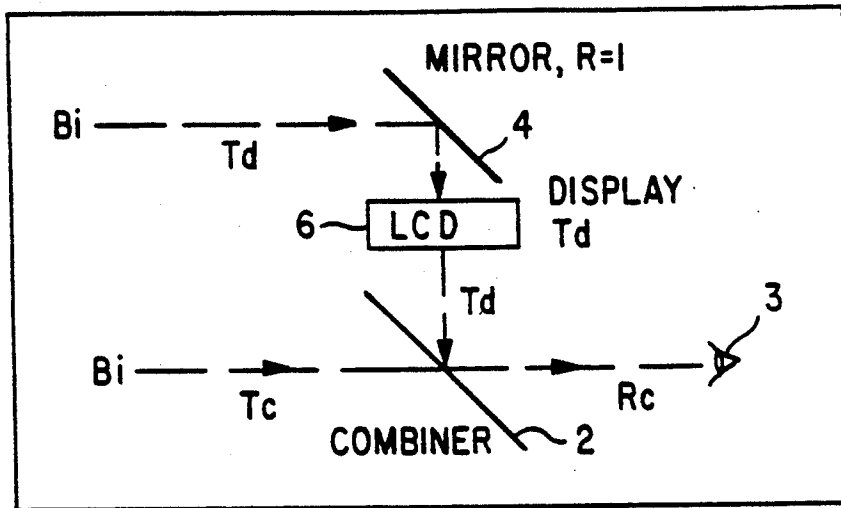 MIRROR, R=1
Bi
4
Td
DISPLAY
6 LCD
Td
Td
3
Bi
Tc
Rc
COMBINER 2